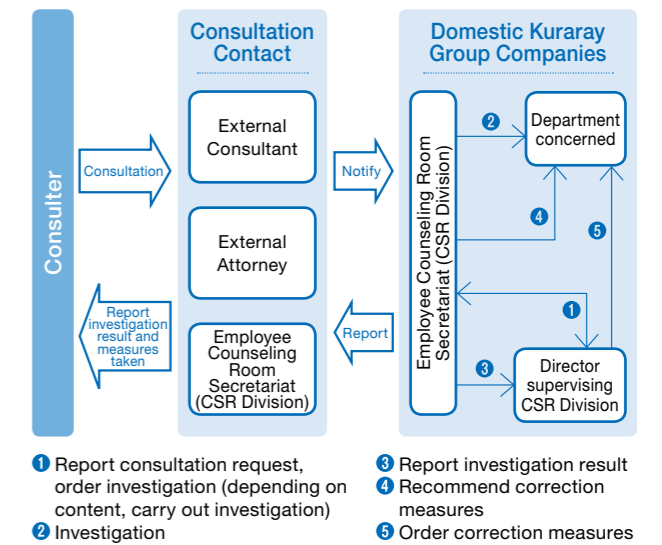 Consulter
Consultation
Report
investigation
result and
measures
taken
Consultation
Contact
External
Consultant
External
Attorney
Employee
Counseling
Room
Secretariat
(CSR Division)
Notify
Report
Domestic Kuraray
Group Companies
Employee Counseling Room
Secretariat (CSR Division)
2
Department
concerned
4
5
1
3
Director
supervising
CSR Division
1 Report consultation request,
order investigation (depending on
content, carry out investigation)
2 Investigation
3 Report investigation result
4 Recommend correction
measures
5 Order correction measures